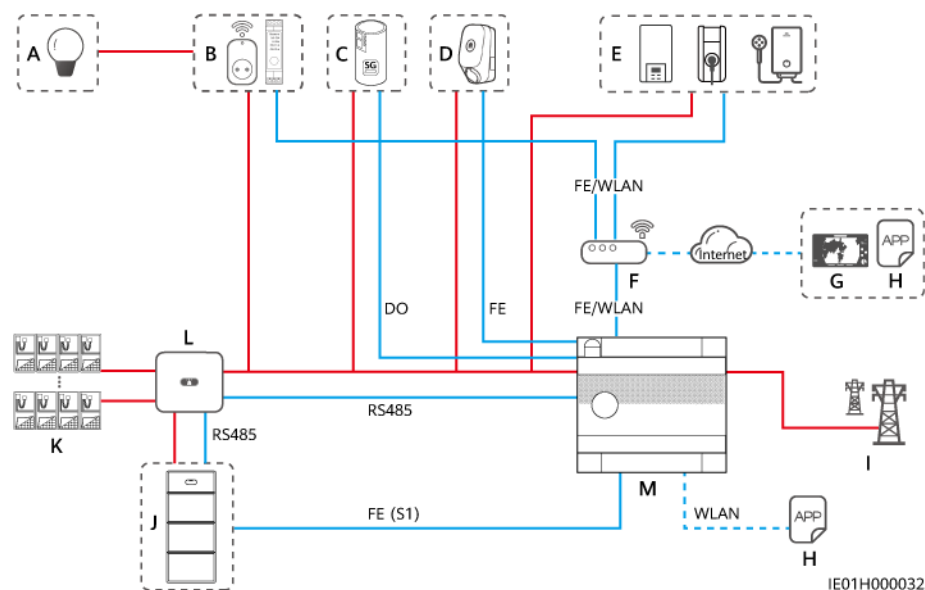 A
B
C
SG
D
E
FE/WLAN
F
Internet
G
APP
H
DO
FE
FE/WLAN
L
RS485
K
RS485
I
J
M
FE (S1)
WLAN
APP
H
IE01H000032